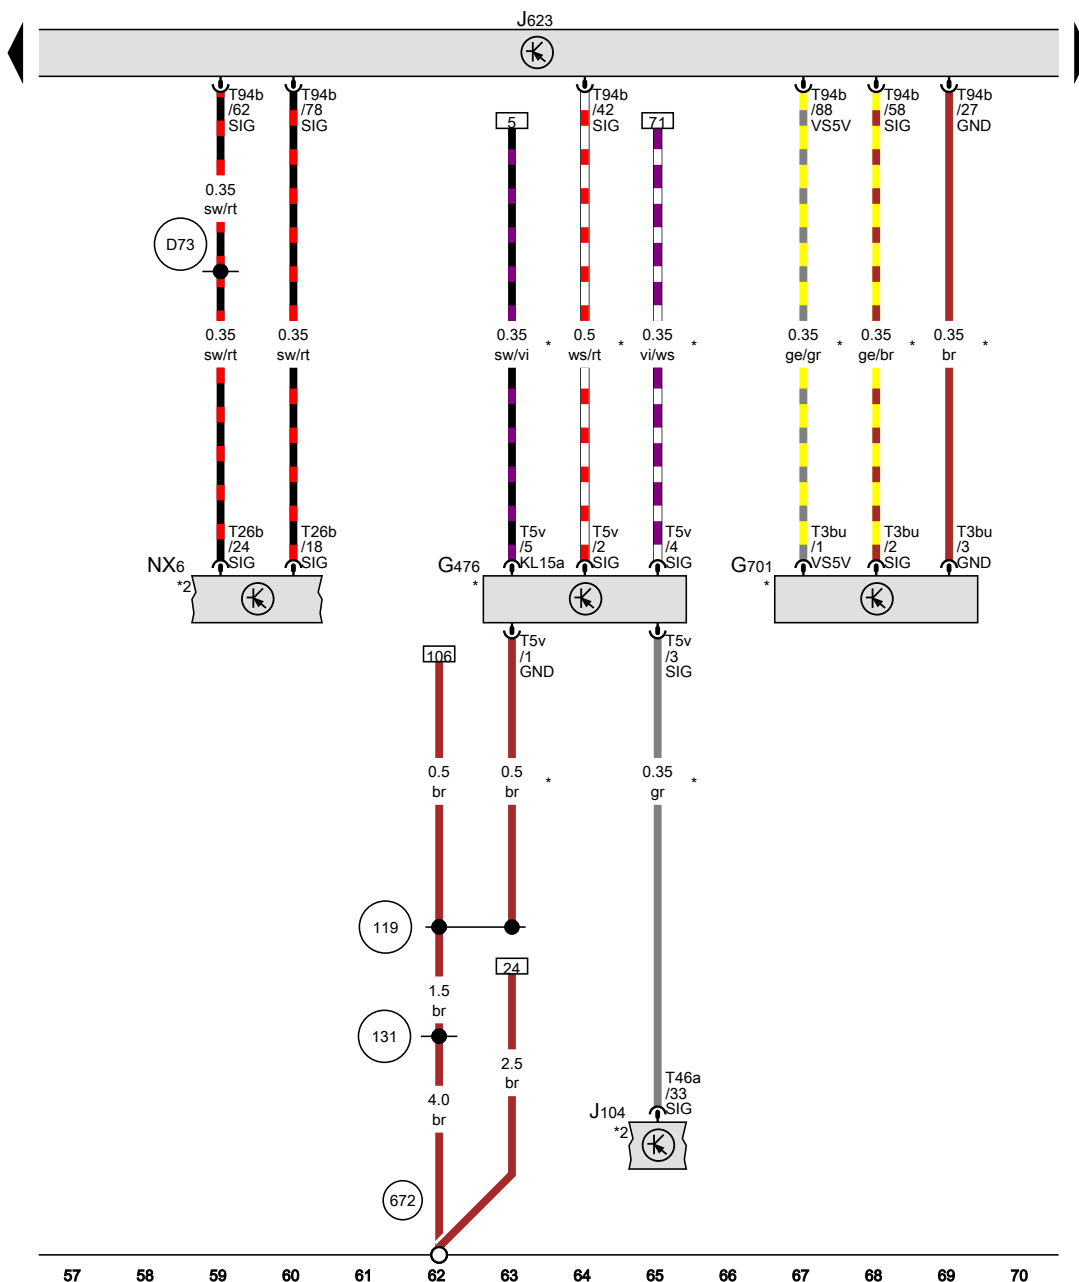 J623
T94b
/62
SIG
T94b
/78
SIG
T94b
/42
SIG
T94b
/88
VS5V
T94b
/58
SIG
T94b
/27
GND
5
71
0.35
sw/rt
D73
0.35
sw/rt
0.35
sw/rt
0.35
sw/vi
*
0.5
ws/rt
*
0.35
vi/ws
*
0.35
ge/gr
*
0.35
ge/br
*
0.35
br
*
T26b
/24
SIG
T26b
/18
SIG
T5v
/5
KL15a
T5v
/2
SIG
T5v
/4
SIG
T3bu
/1
VS5V
T3bu
/2
SIG
T3bu
/3
GND
NX6
*2
G476
*
G701
*
T5v
/1
GND
T5v
/3
SIG
106
0.5
br
0.5
br
*
0.35
gr
*
119
24
1.5
br
131
2.5
br
4.0
br
T46a
/33
SIG
J104
*2
672
57 58 59 60 61 62 63 64 65 66 67 68 69 70